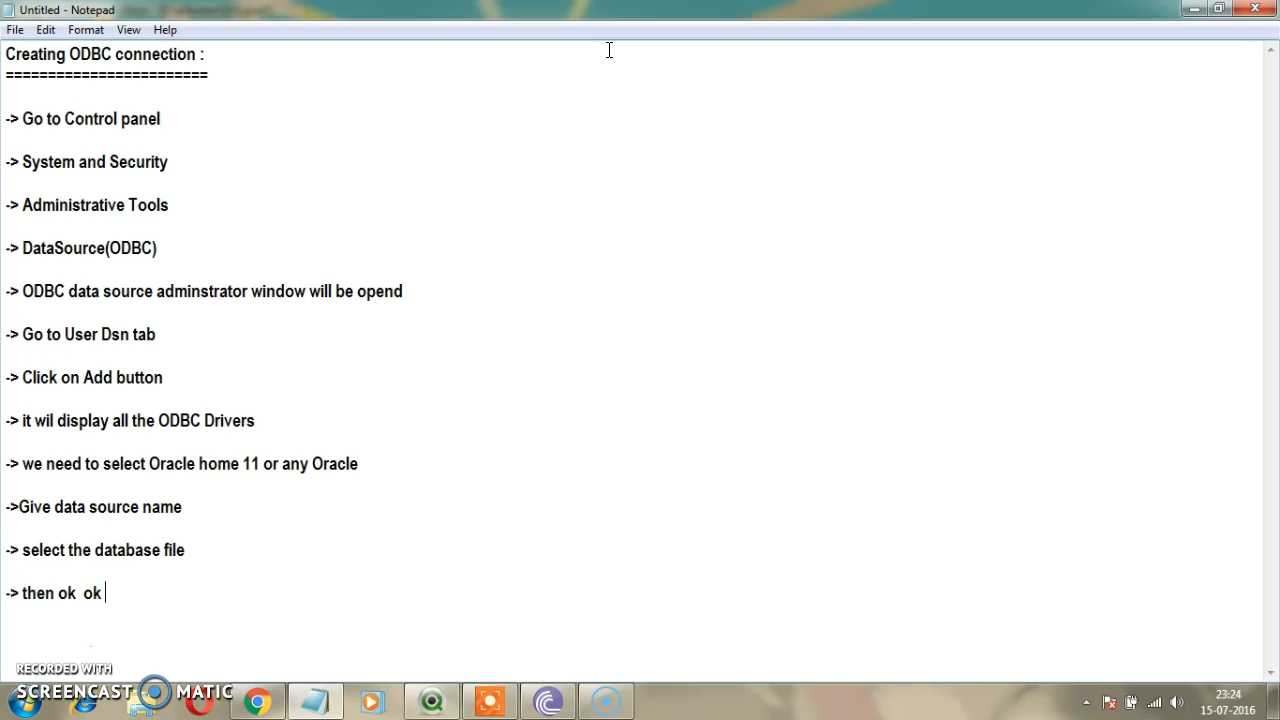 Untitled - Notepad
File Edit Format View Help
Creating ODBC connection :
========================
-> Go to Control panel
-> System and Security
-> Administrative Tools
-> DataSource(ODBC)
-> ODBC data source adminstrator window will be opend
-> Go to User Dsn tab
-> Click on Add button
-> it wil display all the ODBC Drivers
-> we need to select Oracle home 11 or any Oracle
->Give data source name
-> select the database file
-> then ok  ok
RECORDED WITH
SCREENCAST MATIC
23:24
15-07-2016